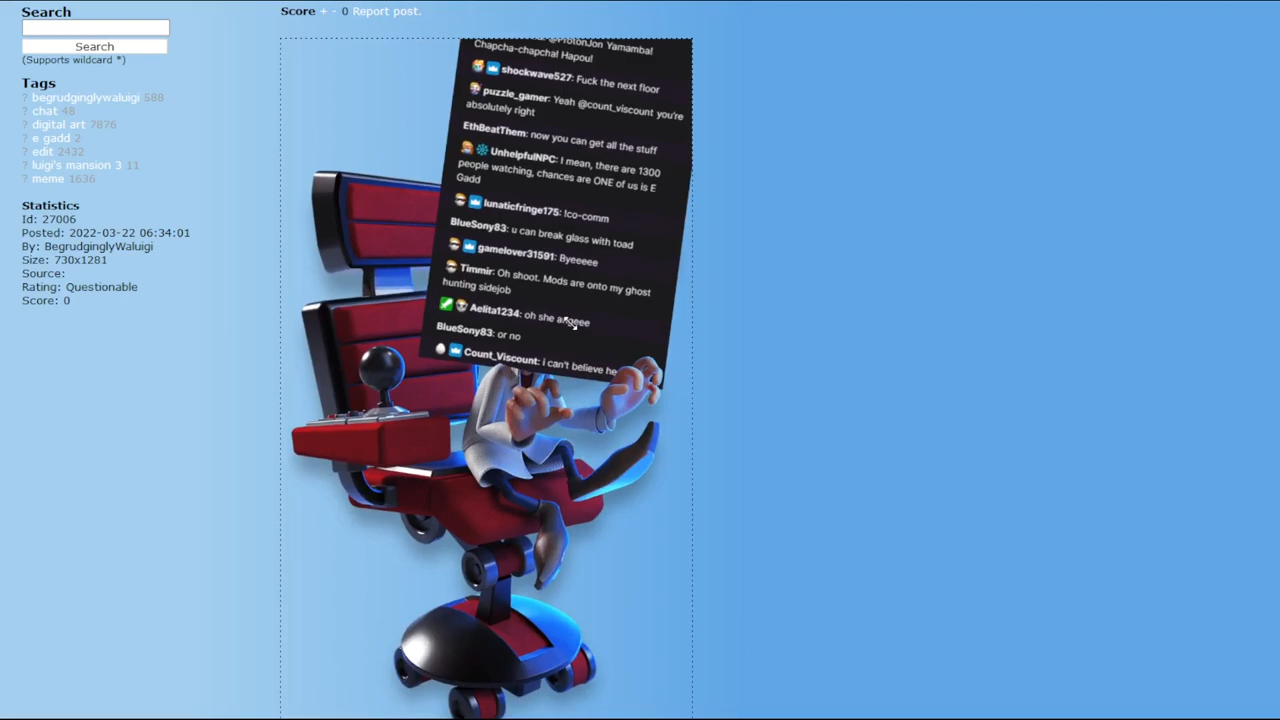 Search
Search
(Supports wildcard *)
Tags
? begrudginglywaluigi 588
? chat 48
? digital art 7876
? e gadd 2
? edit 2432
? luigi's mansion 3 11
? meme 1636
Statistics
Id: 27006
Posted: 2022-03-22 06:34:01
By: BegrudginglyWaluigi
Size: 730x1281
Source:
Rating: Questionable
Score: 0
Score + - 0 Report post.
@ProtonJon Yamamba!
Chapcha-chapcha! Hapou!
shockwave527: Fuck the next floor
puzzle_gamer: Yeah @count_viscount you're
absolutely right
EthBeatThem: now you can get all the stuff
UnhelpfulNPC: I mean, there are 1300
people watching, chances are ONE of us is E
Gadd
lunaticfringe175: !co-comm
BlueSony83: u can break glass with toad
gamelover31591: Byeeeee
Timmir: Oh shoot. Mods are onto my ghost
hunting sidejob
Aelita1234: oh she
BlueSony83: or no
Count_Viscount: i can't believe he